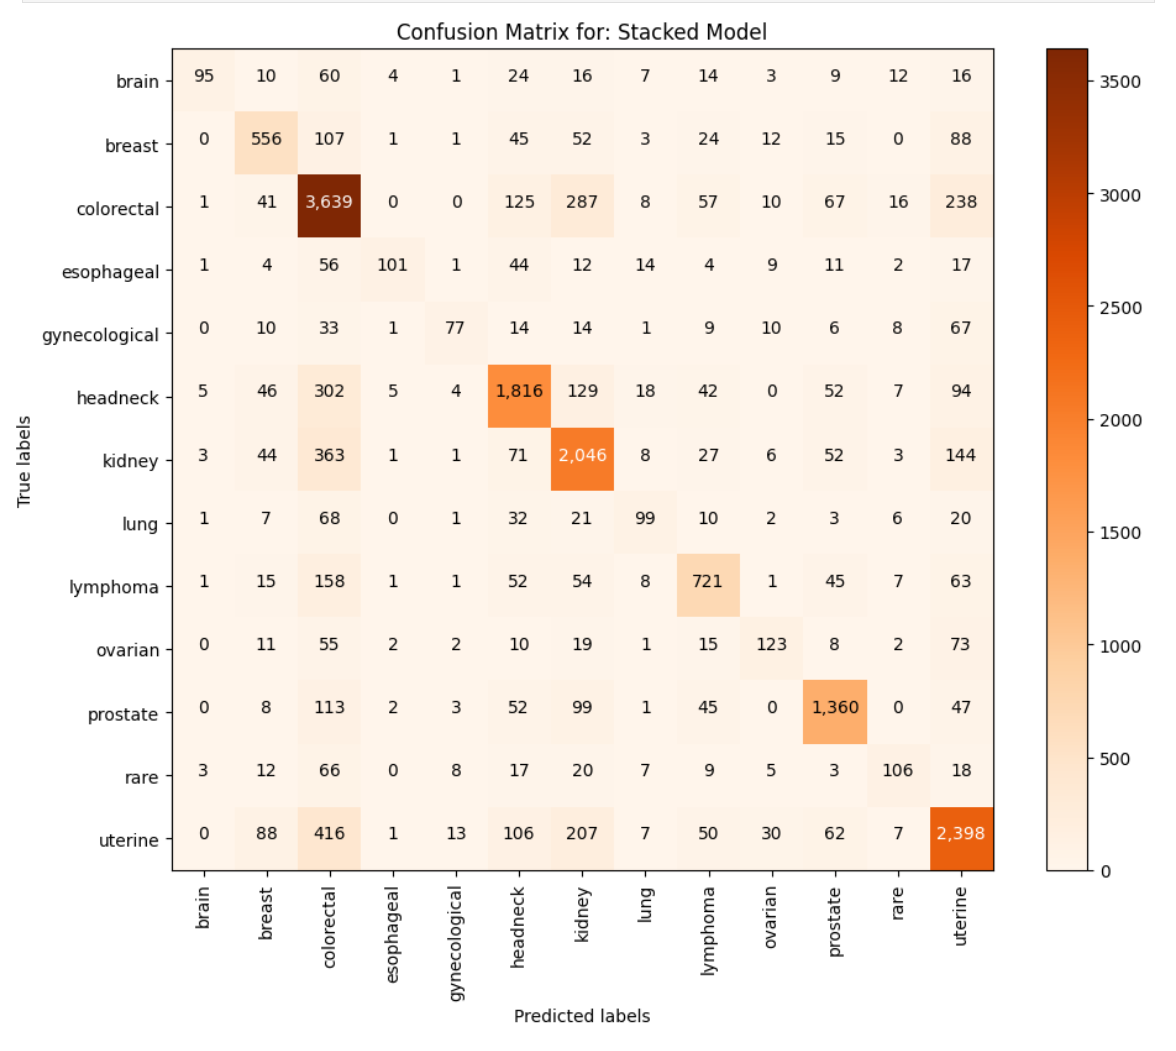 Confusion Matrix for: Stacked Model
brain 95 10 60 4 1 24 16 7 14 3 9 12 16
breast 0 556 107 1 1 45 52 3 24 12 15 0 88
colorectal 1 41 3,639 0 0 125 287 8 57 10 67 16 238
esophageal 1 4 56 101 1 44 12 14 4 9 11 2 17
gynecological 0 10 33 1 77 14 14 1 9 10 6 8 67
headneck 5 46 302 5 4 1,816 129 18 42 0 52 7 94
kidney 3 44 363 1 1 71 2,046 8 27 6 52 3 144
lung 1 7 68 0 1 32 21 99 10 2 3 6 20
lymphoma 1 15 158 1 1 52 54 8 721 1 45 7 63
ovarian 0 11 55 2 2 10 19 1 15 123 8 2 73
prostate 0 8 113 2 3 52 99 1 45 0 1,360 0 47
rare 3 12 66 0 8 17 20 7 9 5 3 106 18
uterine 0 88 416 1 13 106 207 7 50 30 62 7 2,398
brain breast colorectal esophageal gynecological headneck kidney lung lymphoma ovarian prostate rare uterine
Predicted labels
True labels
3500
3000
2500
2000
1500
1000
500
0